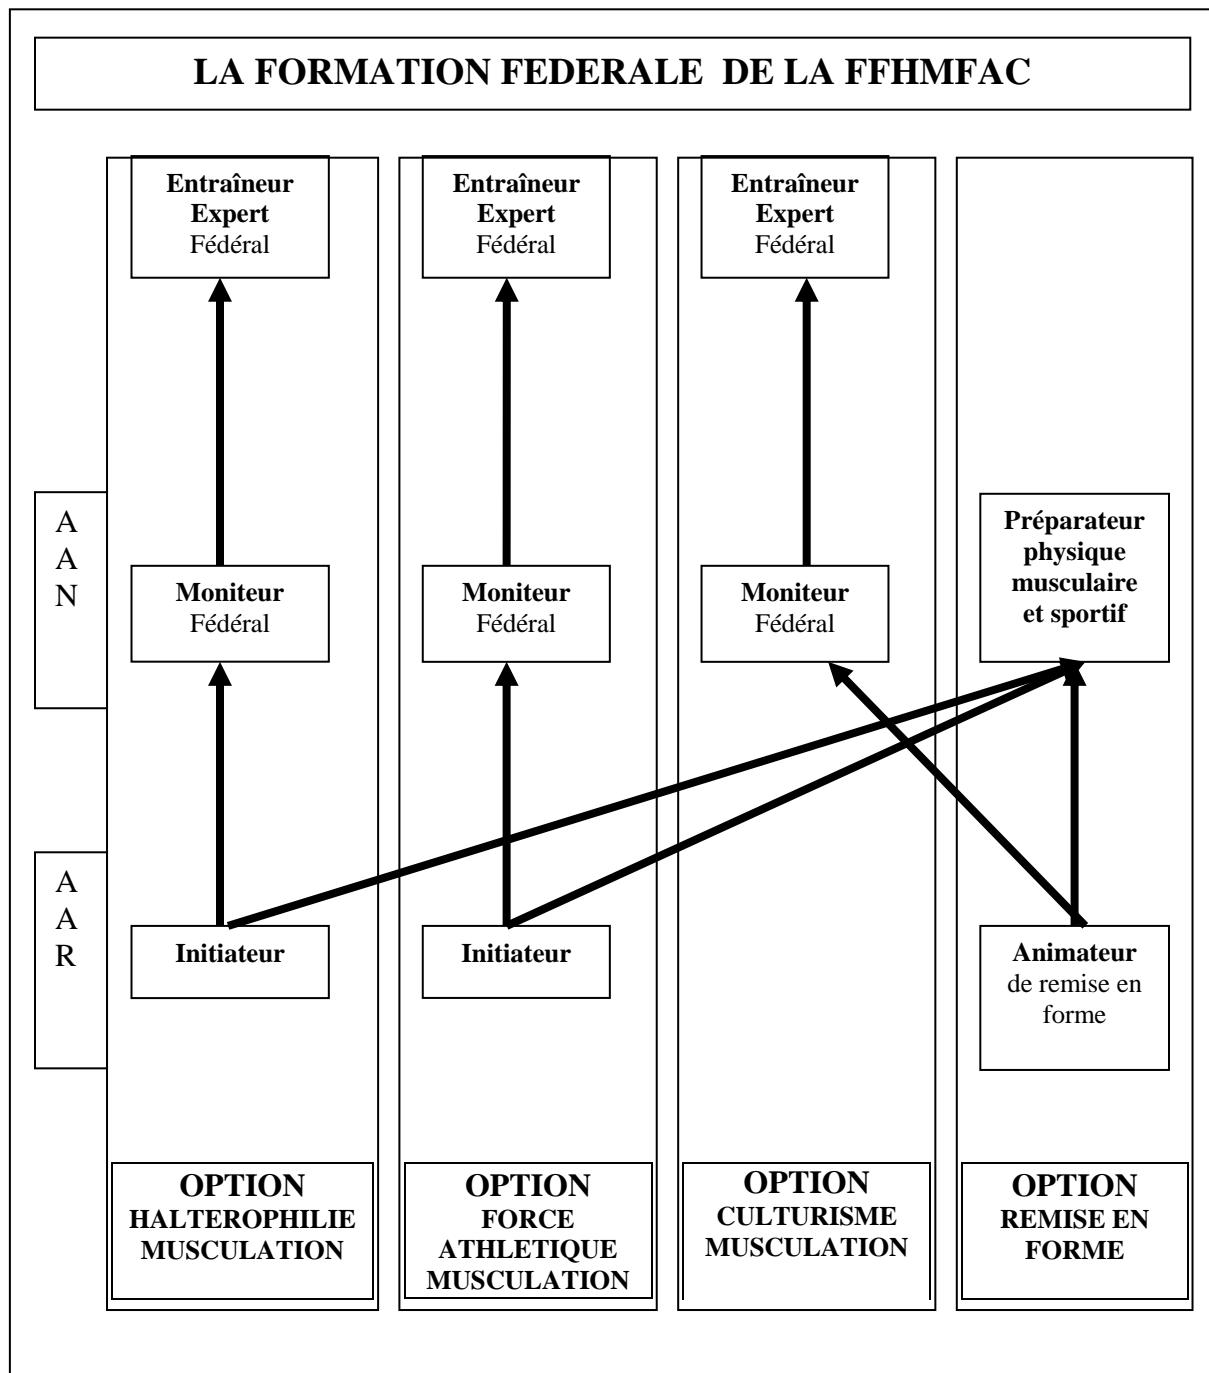 LA FORMATION FEDERALE DE LA FFHMFAC
Entraîneur
Expert
Fédéral
Entraîneur
Expert
Fédéral
Entraîneur
Expert
Fédéral
A
A
N
Moniteur
Fédéral
Moniteur
Fédéral
Moniteur
Fédéral
Préparateur
physique
musculaire
et sportif
A
A
R
Initiateur
Initiateur
Animateur
de remise en
forme
OPTION
HALTEROPHILIE
MUSCULATION
OPTION
FORCE
ATHLETIQUE
MUSCULATION
OPTION
CULTURISME
MUSCULATION
OPTION
REMISE EN
FORME